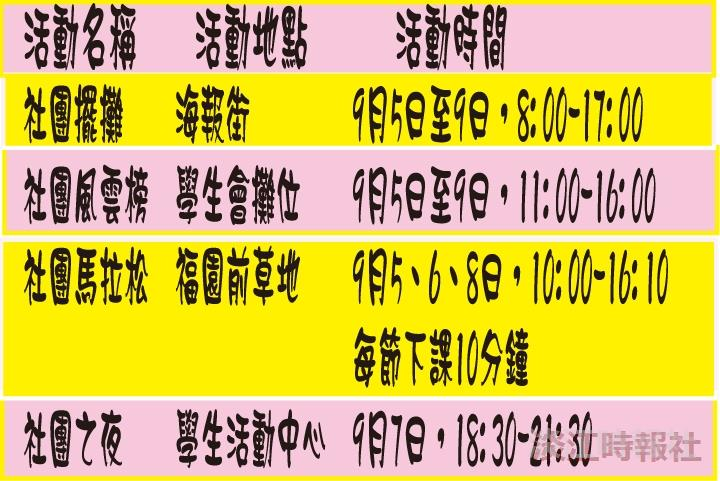 活動名稱 活動地點 活動時間
社團擺攤 海報街 9月5日至9日，8:00-17:00
社團風雲榜 學生會攤位 9月5日至9日，11:00-16:00
社團馬拉松 福園前草地 9月5、6、8日，10:00-16:10
每節下課10分鐘
社團之夜 學生活動中心 9月7日，18:30-21:30
淡江時報社